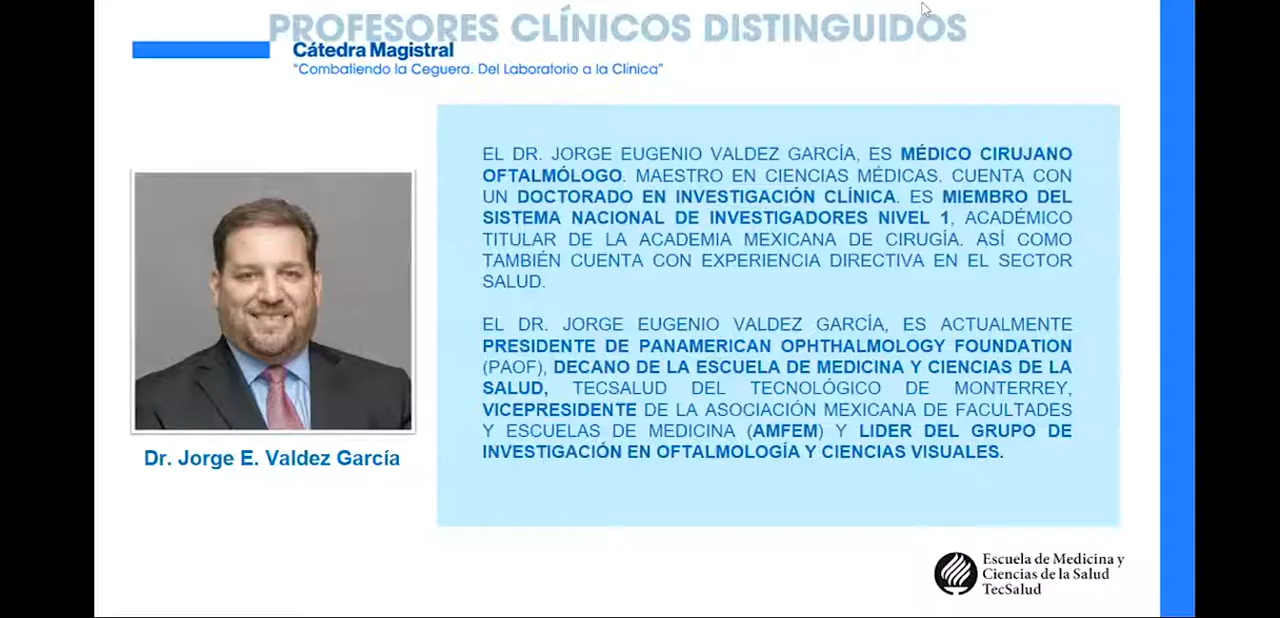 PROFESORES CLÍNICOS DISTINGUIDOS
Cátedra Magistral
"Combatiendo la Ceguera. Del Laboratorio a la Clínica"
EL DR. JORGE EUGENIO VALDEZ GARCÍA, ES MÉDICO CIRUJANO
OFTALMÓLOGO. MAESTRO EN CIENCIAS MÉDICAS. CUENTA CON
UN DOCTORADO EN INVESTIGACIÓN CLÍNICA. ES MIEMBRO DEL
SISTEMA NACIONAL DE INVESTIGADORES NIVEL 1, ACADÉMICO
TITULAR DE LA ACADEMIA MEXICANA DE CIRUGÍA. ASÍ COMO
TAMBIÉN CUENTA CON EXPERIENCIA DIRECTIVA EN EL SECTOR
SALUD.
EL DR. JORGE EUGENIO VALDEZ GARCÍA, ES ACTUALMENTE
PRESIDENTE DE PANAMERICAN OPHTHALMOLOGY FOUNDATION
(PAOF), DECANO DE LA ESCUELA DE MEDICINA Y CIENCIAS DE LA
SALUD, TECSALUD DEL TECNOLÓGICO DE MONTERREY,
VICEPRESIDENTE DE LA ASOCIACIÓN MEXICANA DE FACULTADES
Y ESCUELAS DE MEDICINA (AMFEM) Y LIDER DEL GRUPO DE
INVESTIGACIÓN EN OFTALMOLOGÍA Y CIENCIAS VISUALES.
Dr. Jorge E. Valdez García
Escuela de Medicina y
Ciencias de la Salud
TecSalud